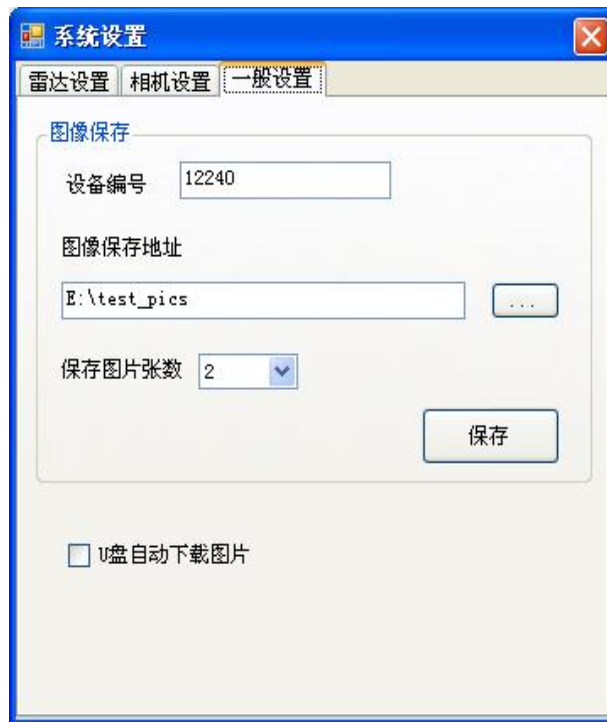 系统设置
雷达设置 相机设置 一般设置
图像保存
设备编号 12240
图像保存地址
E:\test_pics ...
保存图片张数 2
保存
U盘自动下载图片